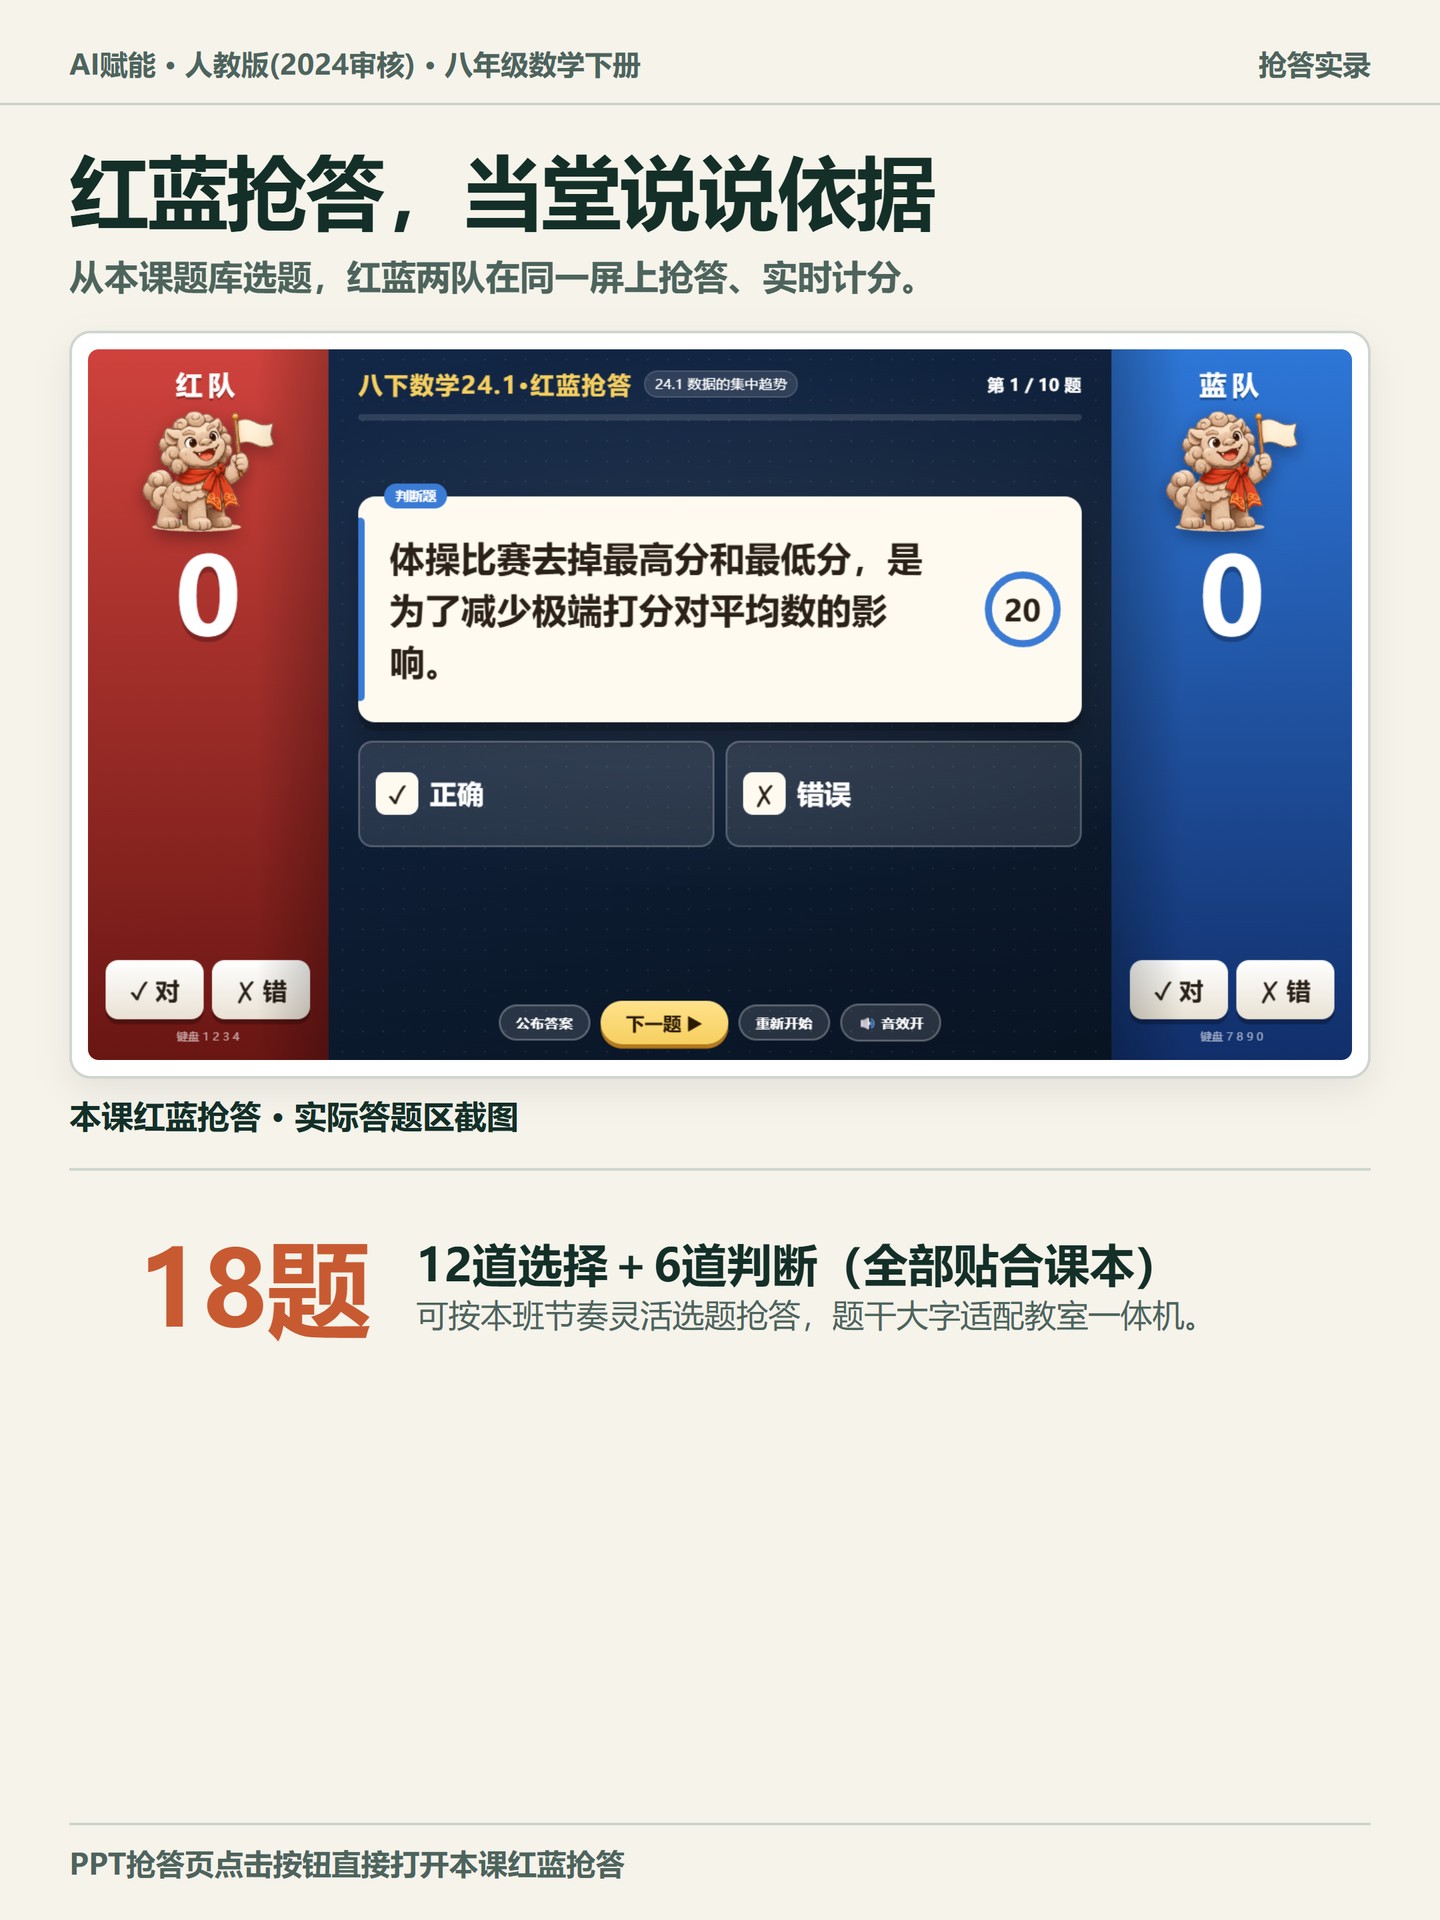 AI赋能 • 人教版(2024审核) • 八年级数学下册
抢答实录
红蓝抢答，当堂说说依据
从本课题库选题，红蓝两队在同一屏上抢答、实时计分。
红队
0
✓ 对
✗ 错
键盘 1 2 3 4
八下数学24.1·红蓝抢答
24.1 数据的集中趋势
第 1 / 10 题
判断题
体操比赛去掉最高分和最低分，是
为了减少极端打分对平均数的影
响。
20
✓ 正确
✗ 错误
公布答案
下一题 ▶
重新开始
🔊 音效开
蓝队
0
✓ 对
✗ 错
键盘 7 8 9 0
本课红蓝抢答 • 实际答题区截图
18题
12道选择 + 6道判断（全部贴合课本）
可按本班节奏灵活选题抢答，题干大字适配教室一体机。
PPT抢答页点击按钮直接打开本课红蓝抢答